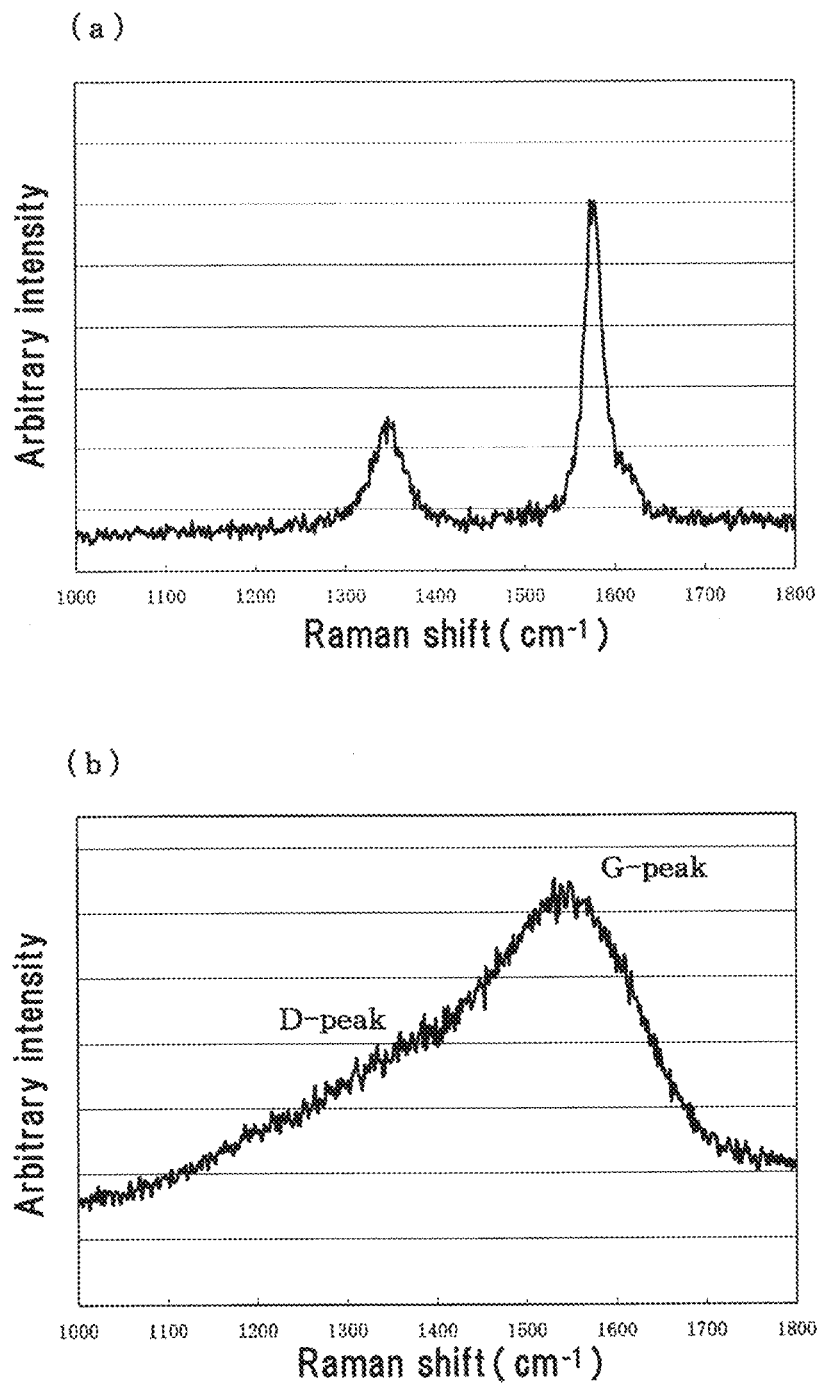 (a)
Arbitrary intensity
1000 1100 1200 1300 1400 1500 1600 1700 1800
Raman shift(cm-1)
(b)
G-peak
D-peak
Arbitrary intensity
1000 1100 1200 1300 1400 1500 1600 1700 1800
Raman shift(cm-1)